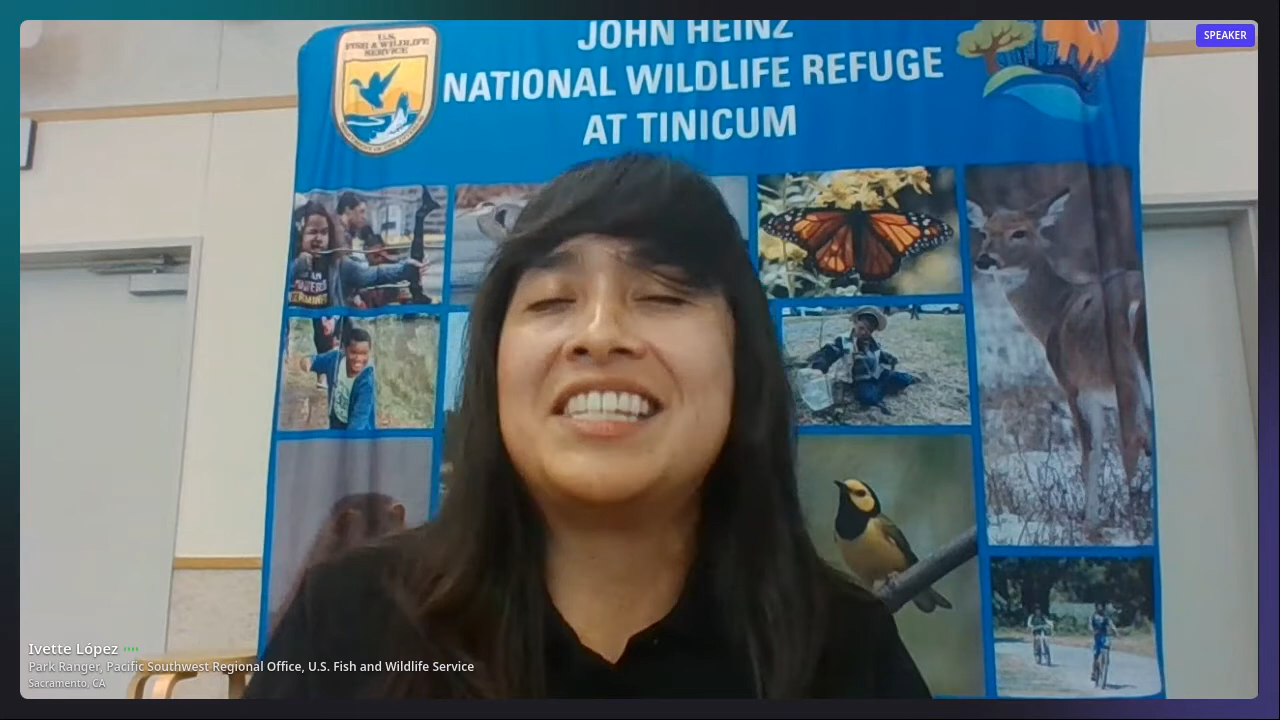 SPEAKER
U.S.
FISH & WILDLIFE
SERVICE
JOHN HEINZ
NATIONAL WILDLIFE REFUGE
AT TINICUM
Ivette López
Park Ranger, Pacific Southwest Regional Office, U.S. Fish and Wildlife Service
Sacramento, CA